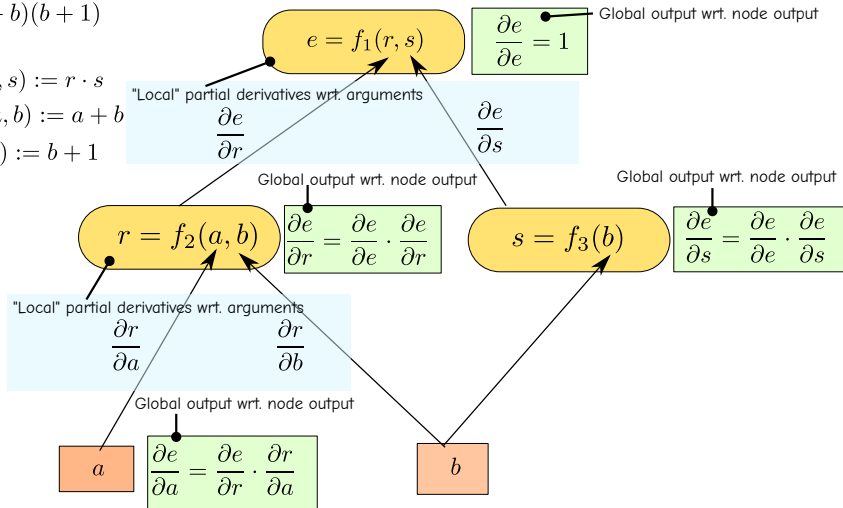 + b)(b + 1)
e = f₁(r, s)
∂e/∂e = 1
Global output wrt. node output
, s) := r · s
"Local" partial derivatives wrt. arguments
, b) := a + b
∂e/∂r
∂e/∂s
) := b + 1
Global output wrt. node output
Global output wrt. node output
r = f₂(a, b)
∂e/∂r = ∂e/∂e · ∂e/∂r
s = f₃(b)
∂e/∂s = ∂e/∂e · ∂e/∂s
"Local" partial derivatives wrt. arguments
∂r/∂a
∂r/∂b
Global output wrt. node output
a
∂e/∂a = ∂e/∂r · ∂r/∂a
b